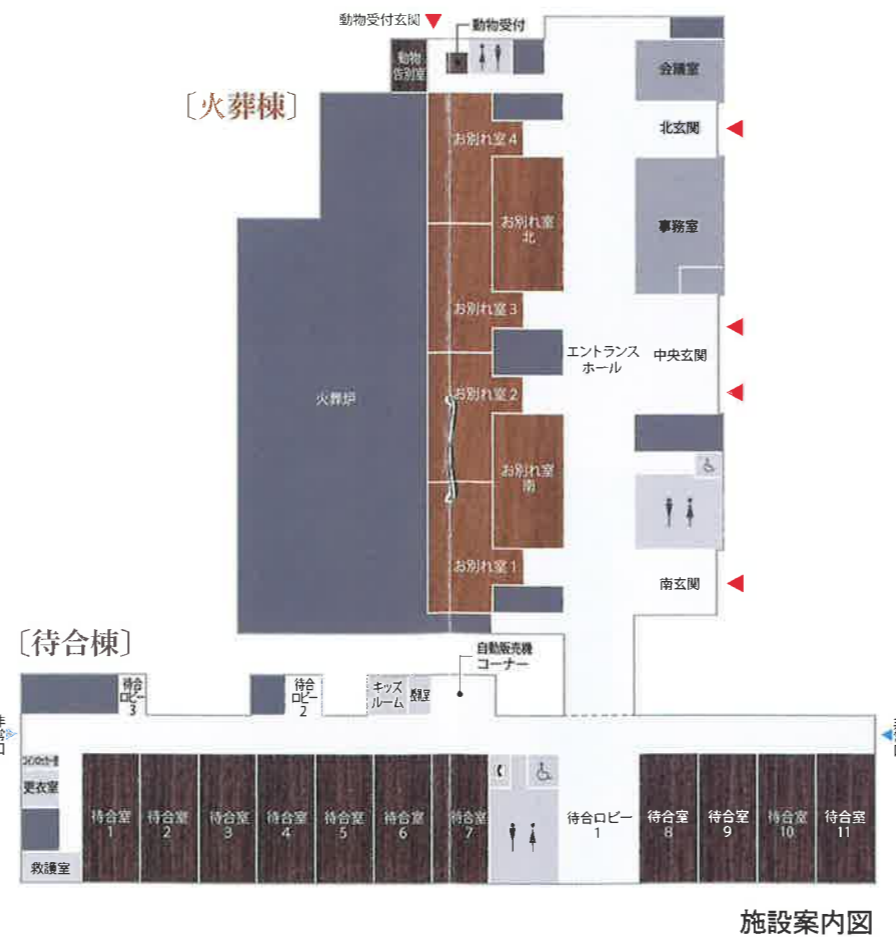 動物受付玄関
動物受付
動物
告別室
会議室
〔火葬棟〕
お別れ室4
北玄関
お別れ室
北
事務室
お別れ室3
エントランス
ホール
中央玄関
火葬炉
お別れ室2
お別れ室
南
お別れ室1
南玄関
〔待合棟〕
自動販売機
コーナー
待合
ロビー
3
待合
ロビー
2
キッズ
ルーム
更衣室
待合室
1
待合室
2
待合室
3
待合室
4
待合室
5
待合室
6
待合室
7
待合ロビー
1
待合室
8
待合室
9
待合室
10
待合室
11
救護室
施設案内図